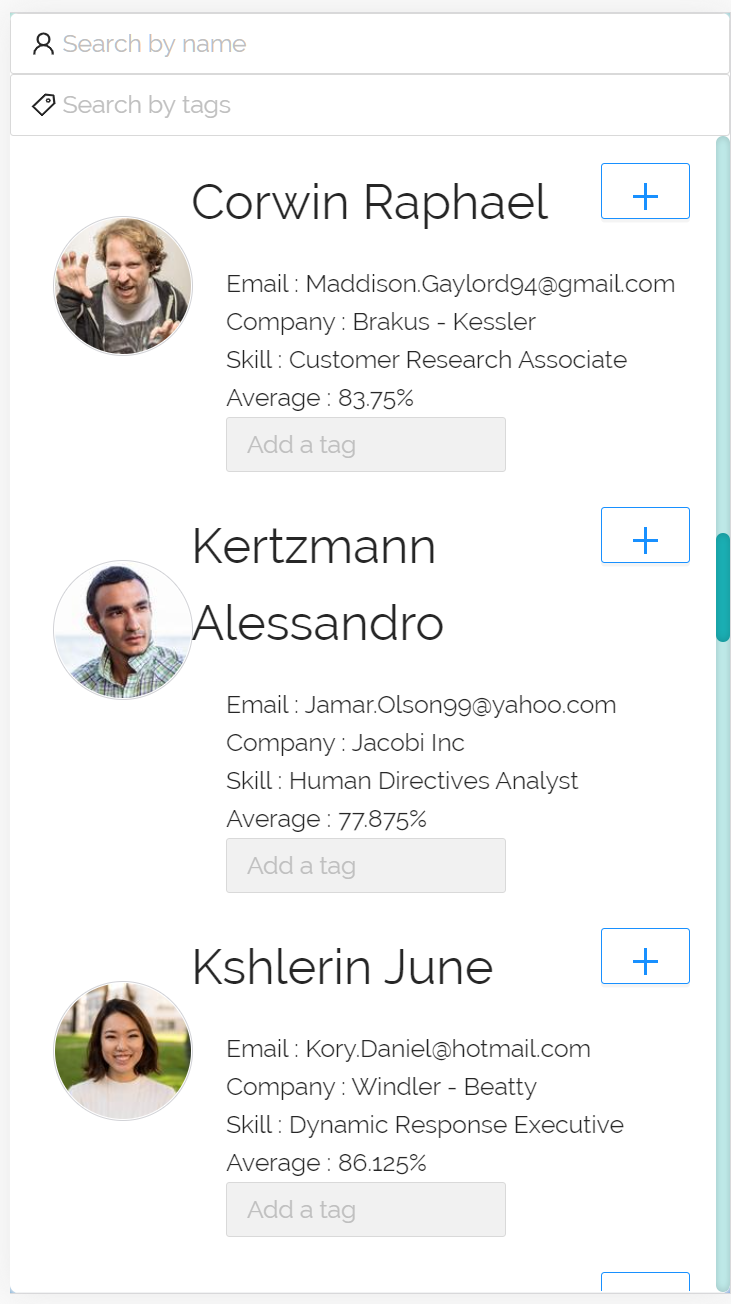 Search by name
Search by tags
Corwin Raphael
Email : Maddison.Gaylord94@gmail.com
Company : Brakus - Kessler
Skill : Customer Research Associate
Average : 83.75%
Add a tag
Kertzmann
Alessandro
Email : Jamar.Olson99@yahoo.com
Company : Jacobi Inc
Skill : Human Directives Analyst
Average : 77.875%
Add a tag
Kshlerin June
Email : Kory.Daniel@hotmail.com
Company : Windler - Beatty
Skill : Dynamic Response Executive
Average : 86.125%
Add a tag